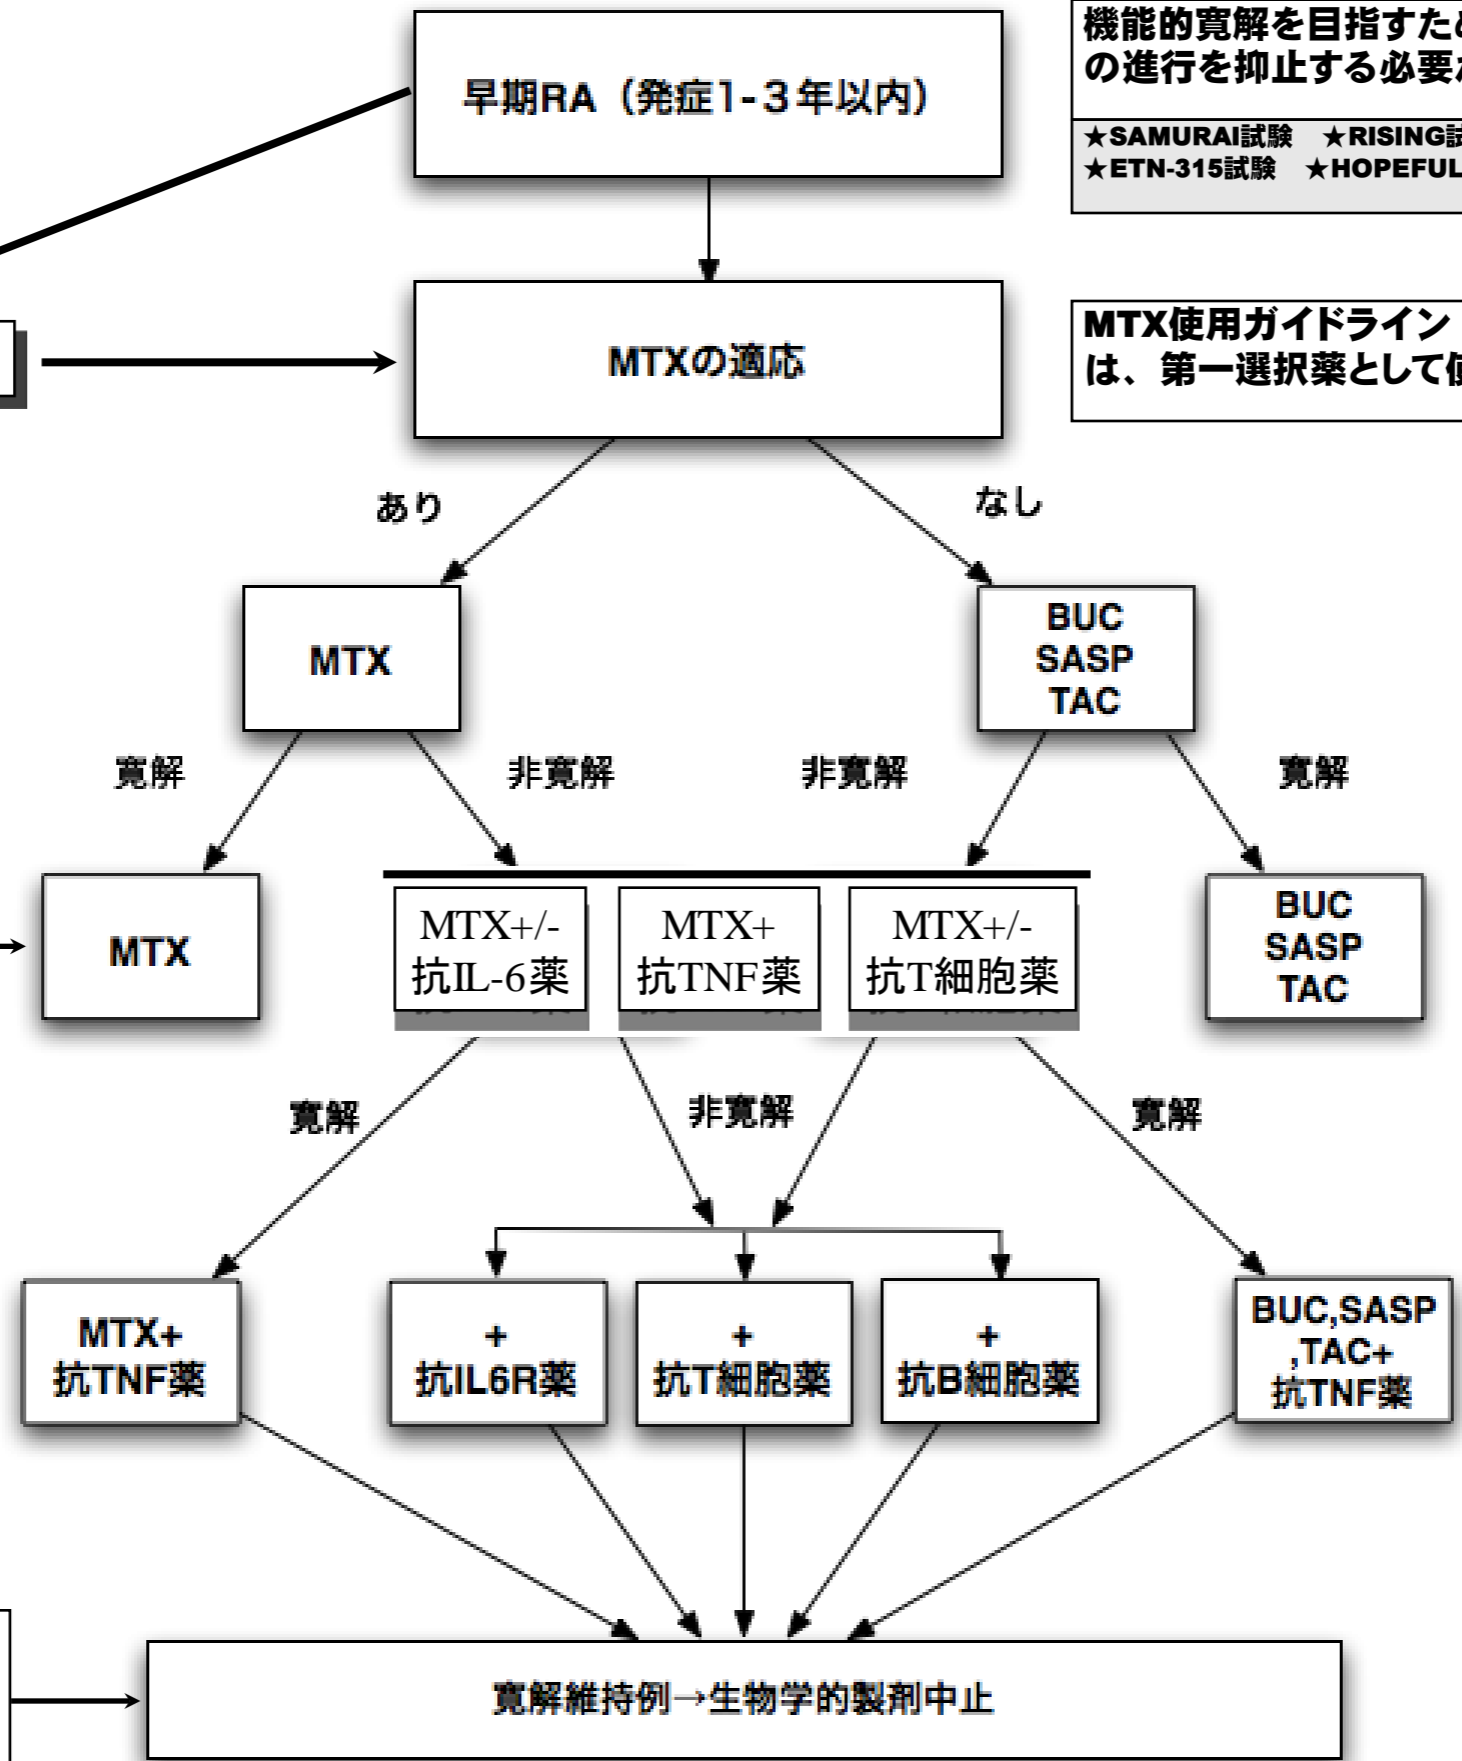 早期RA（発症1-３年以内）
機能的寛解を目指すた
の進行を抑止する必要
★SAMURAI試験　★RISING試
★ETN-315試験　★HOPEFUL
MTXの適応
MTX使用ガイドライン
は、第一選択薬として使
あり
なし
MTX
BUC
SASP
TAC
寛解
非寛解
非寛解
寛解
MTX
MTX+/-
抗IL-6薬
MTX+
抗TNF薬
MTX+/-
抗T細胞薬
BUC
SASP
TAC
寛解
非寛解
寛解
MTX+
抗TNF薬
+
抗IL6R薬
+
抗T細胞薬
+
抗B細胞薬
BUC,SASP
,TAC+
抗TNF薬
寛解維持例→生物学的製剤中止